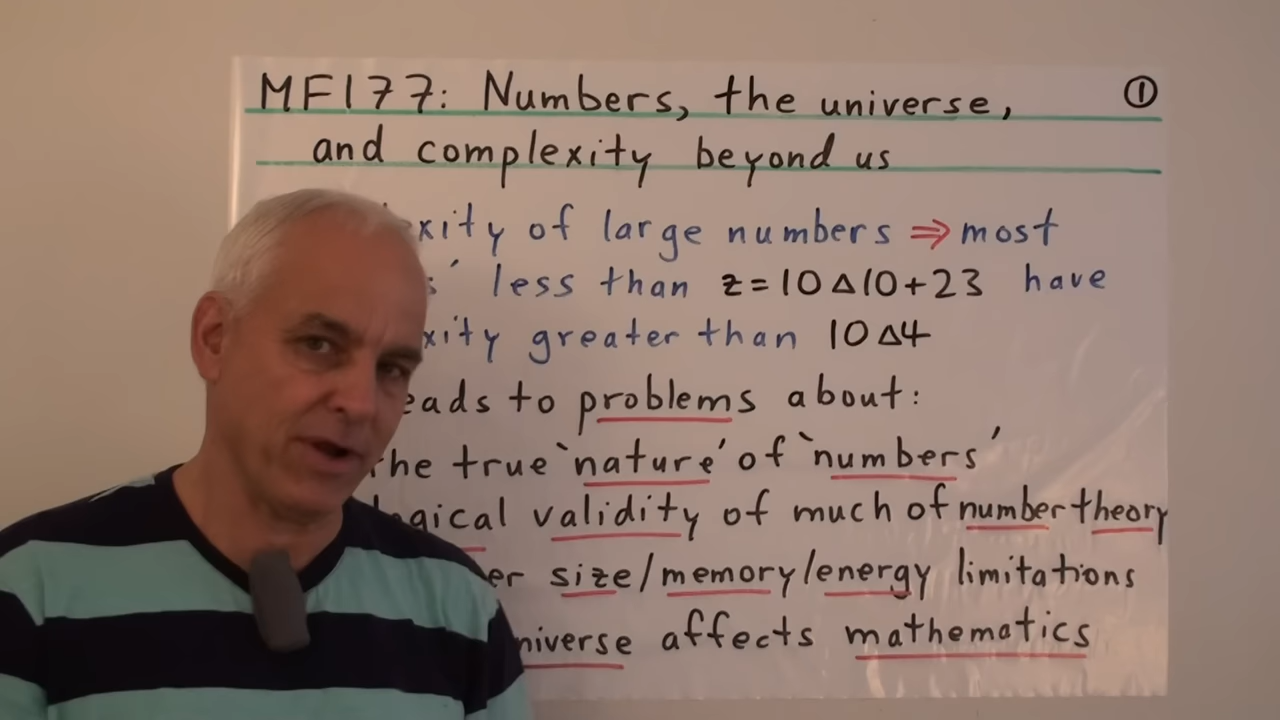 MF177: Numbers, the universe, ①
and complexity beyond us
xity of large numbers ⇒ most
' less than z = 10△10+23 have
xity greater than 10△4
eads to problems about:
he true `nature' of `numbers'
gical validity of much of number theory
er size/memory/energy limitations
niverse affects mathematics